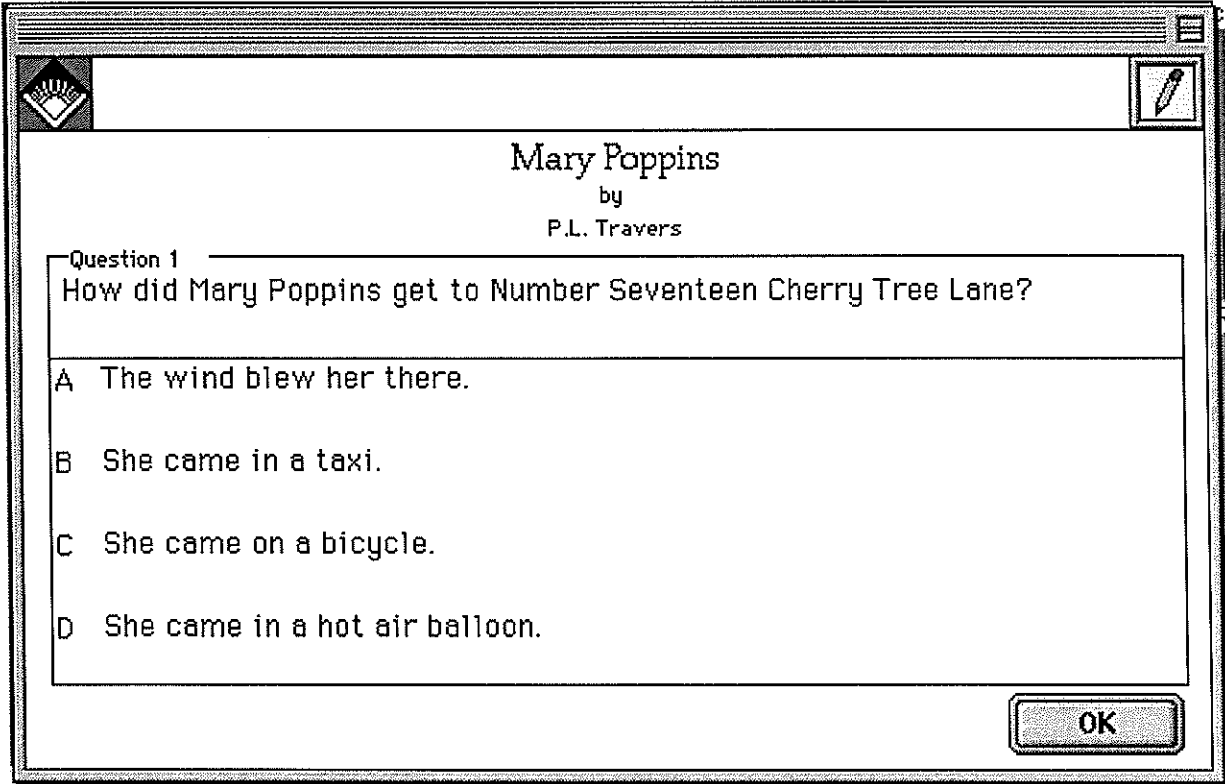 Mary Poppins
by
P.L. Travers
Question 1
How did Mary Poppins get to Number Seventeen Cherry Tree Lane?
A The wind blew her there.
B She came in a taxi.
C She came on a bicycle.
D She came in a hot air balloon.
OK